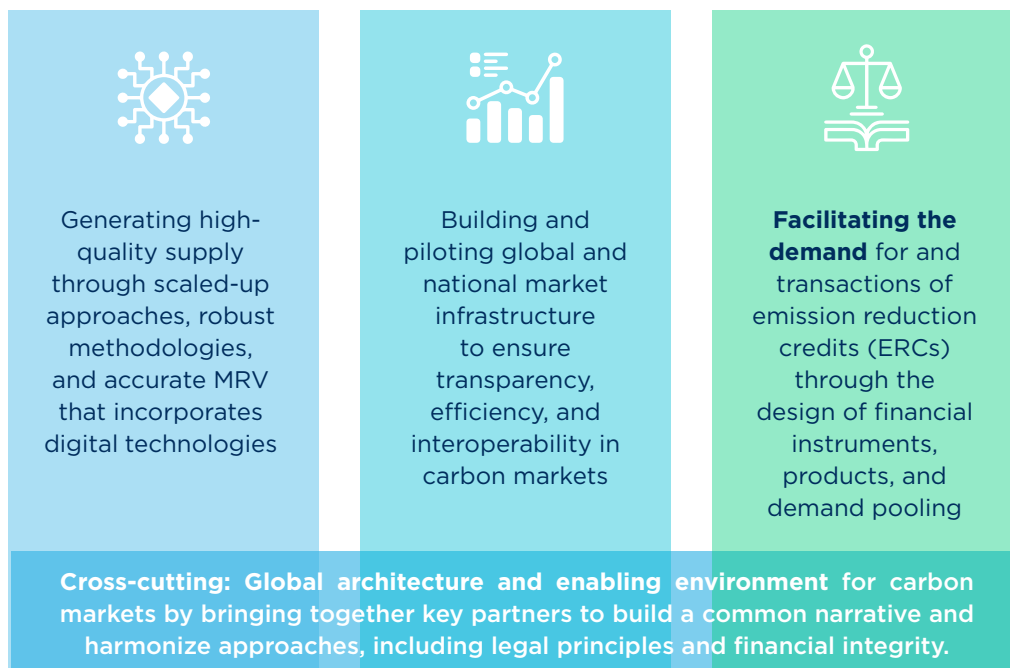 Generating high-
quality supply
through scaled-up
approaches, robust
methodologies,
and accurate MRV
that incorporates
digital technologies
Building and
piloting global and
national market
infrastructure
to ensure
transparency,
efficiency, and
interoperability in
carbon markets
Facilitating the
demand for and
transactions of
emission reduction
credits (ERCs)
through the
design of financial
instruments,
products, and
demand pooling
Cross-cutting: Global architecture and enabling environment for carbon
markets by bringing together key partners to build a common narrative and
harmonize approaches, including legal principles and financial integrity.